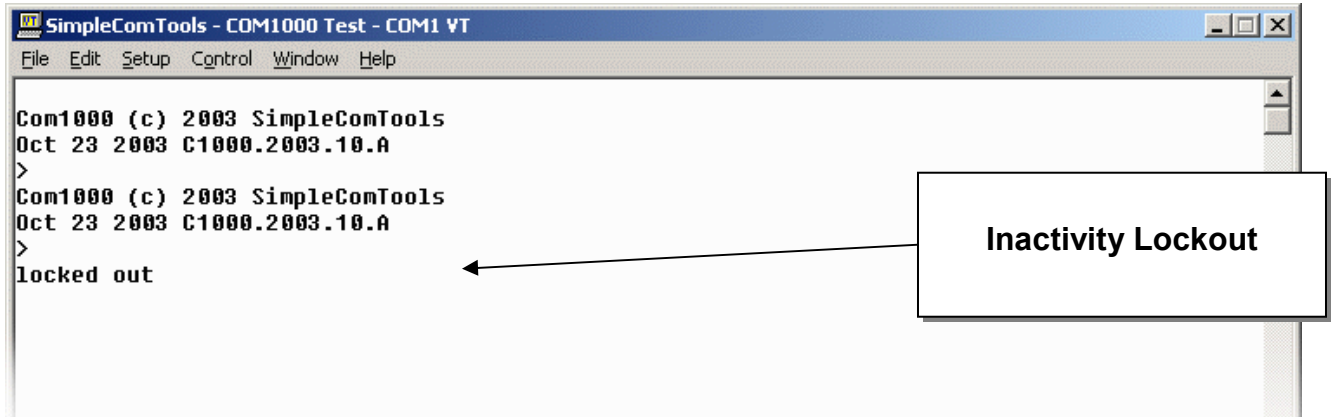 SimpleComTools - COM1000 Test - COM1 VT
File Edit Setup Control Window Help
Com1000 (c) 2003 SimpleComTools
Oct 23 2003 C1000.2003.10.A
>
Com1000 (c) 2003 SimpleComTools
Oct 23 2003 C1000.2003.10.A
>
locked out
Inactivity Lockout